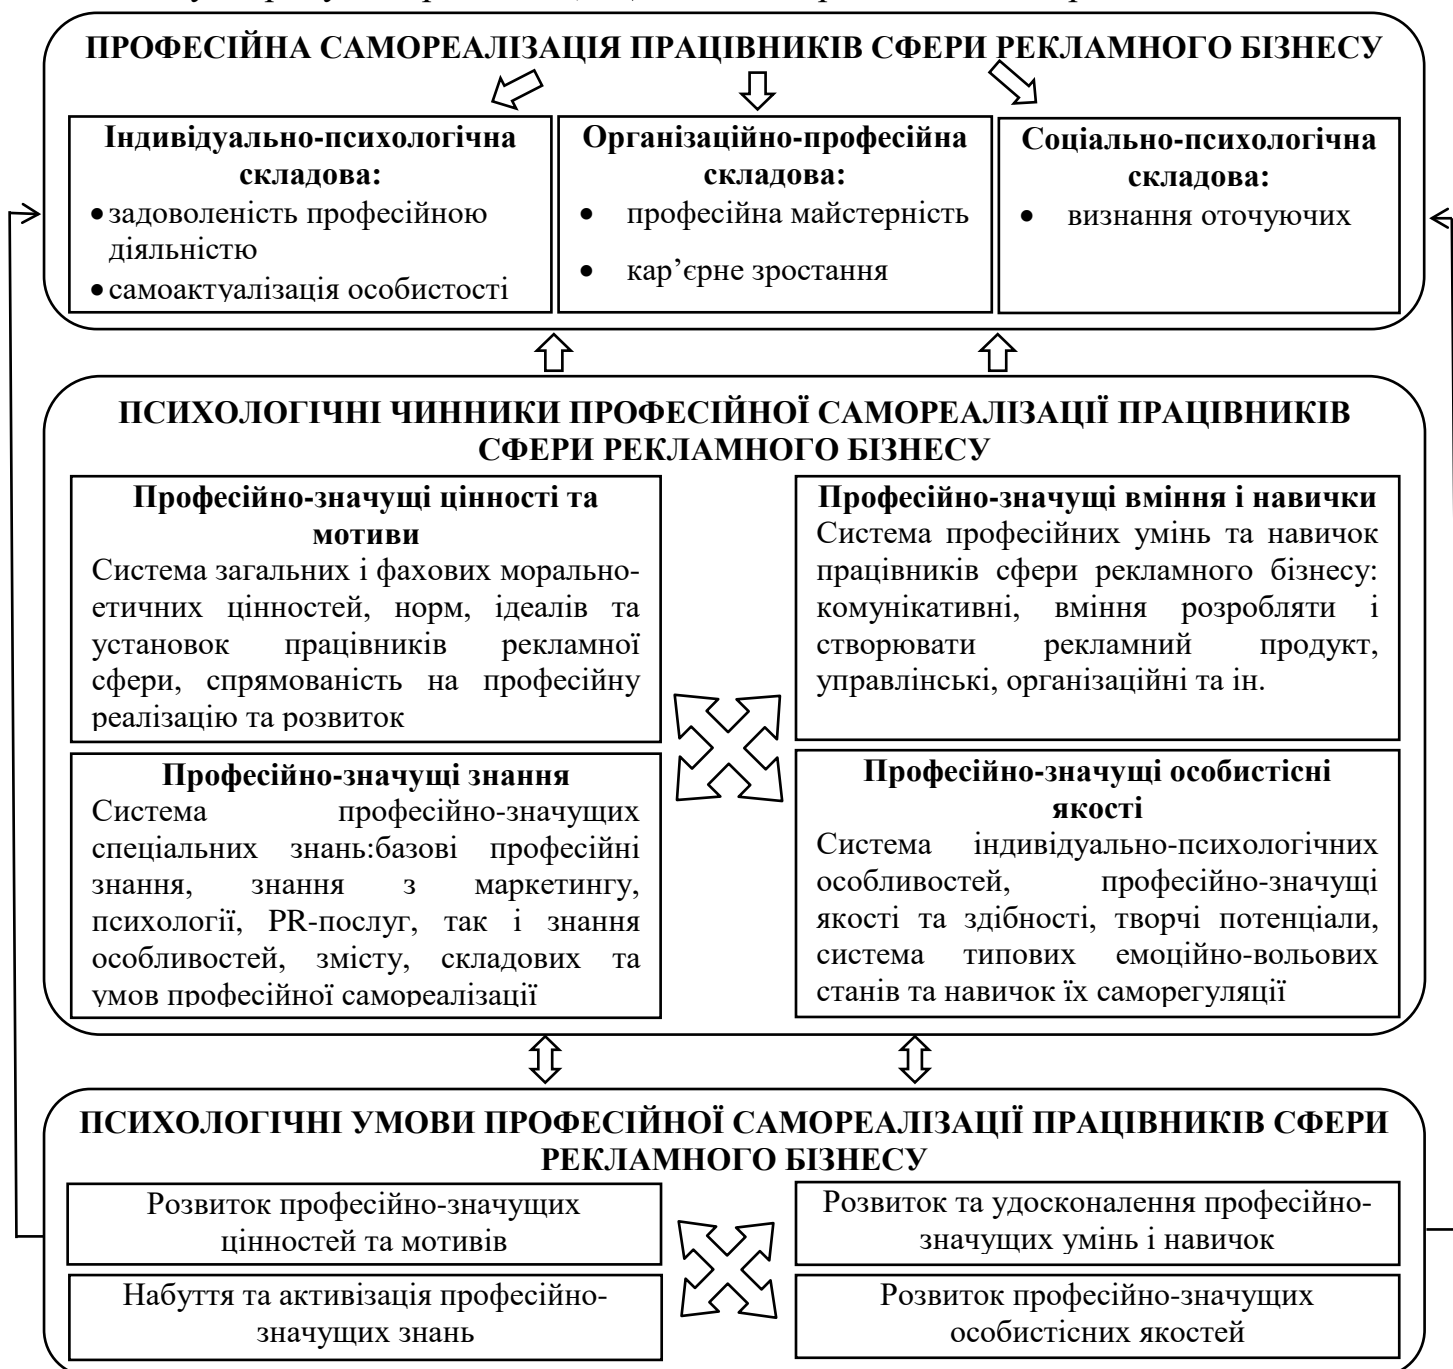 ПРОФЕСІЙНА САМОРЕАЛІЗАЦІЯ ПРАЦІВНИКІВ СФЕРИ РЕКЛАМНОГО БІЗНЕСУ
Індивідуально-психологічна
складова:
• задоволеність професійною
діяльністю
• самоактуалізація особистості
Організаційно-професійна
складова:
• професійна майстерність
• кар’єрне зростання
Соціально-психологічна
складова:
• визнання оточуючих
ПСИХОЛОГІЧНІ ЧИННИКИ ПРОФЕСІЙНОЇ САМОРЕАЛІЗАЦІЇ ПРАЦІВНИКІВ
СФЕРИ РЕКЛАМНОГО БІЗНЕСУ
Професійно-значущі цінності та
мотиви
Система загальних і фахових морально-
етичних цінностей, норм, ідеалів та
установок працівників рекламної
сфери, спрямованість на професійну
реалізацію та розвиток
Професійно-значущі вміння і навички
Система професійних умінь та навичок
працівників сфери рекламного бізнесу:
комунікативні, вміння розробляти і
створювати рекламний продукт,
управлінські, організаційні та ін.
Професійно-значущі знання
Система професійно-значущих
спеціальних знань:базові професійні
знання, знання з маркетингу,
психології, PR-послуг, так і знання
особливостей, змісту, складових та
умов професійної самореалізації
Професійно-значущі особистісні
якості
Система індивідуально-психологічних
особливостей, професійно-значущі
якості та здібності, творчі потенціали,
система типових емоційно-вольових
станів та навичок їх саморегуляції
ПСИХОЛОГІЧНІ УМОВИ ПРОФЕСІЙНОЇ САМОРЕАЛІЗАЦІЇ ПРАЦІВНИКІВ СФЕРИ
РЕКЛАМНОГО БІЗНЕСУ
Розвиток професійно-значущих
цінностей та мотивів
Розвиток та удосконалення професійно-
значущих умінь і навичок
Набуття та активізація професійно-
значущих знань
Розвиток професійно-значущих
особистісних якостей